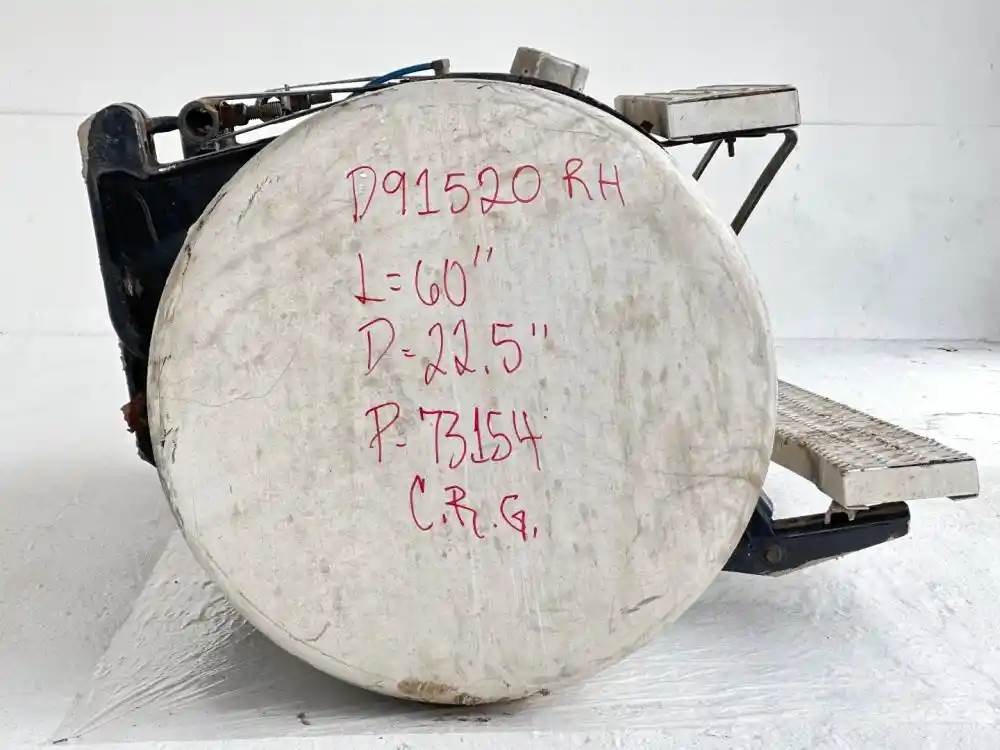 D91520 RH
L=60"
D=22.5"
P-73154
C.R.G.